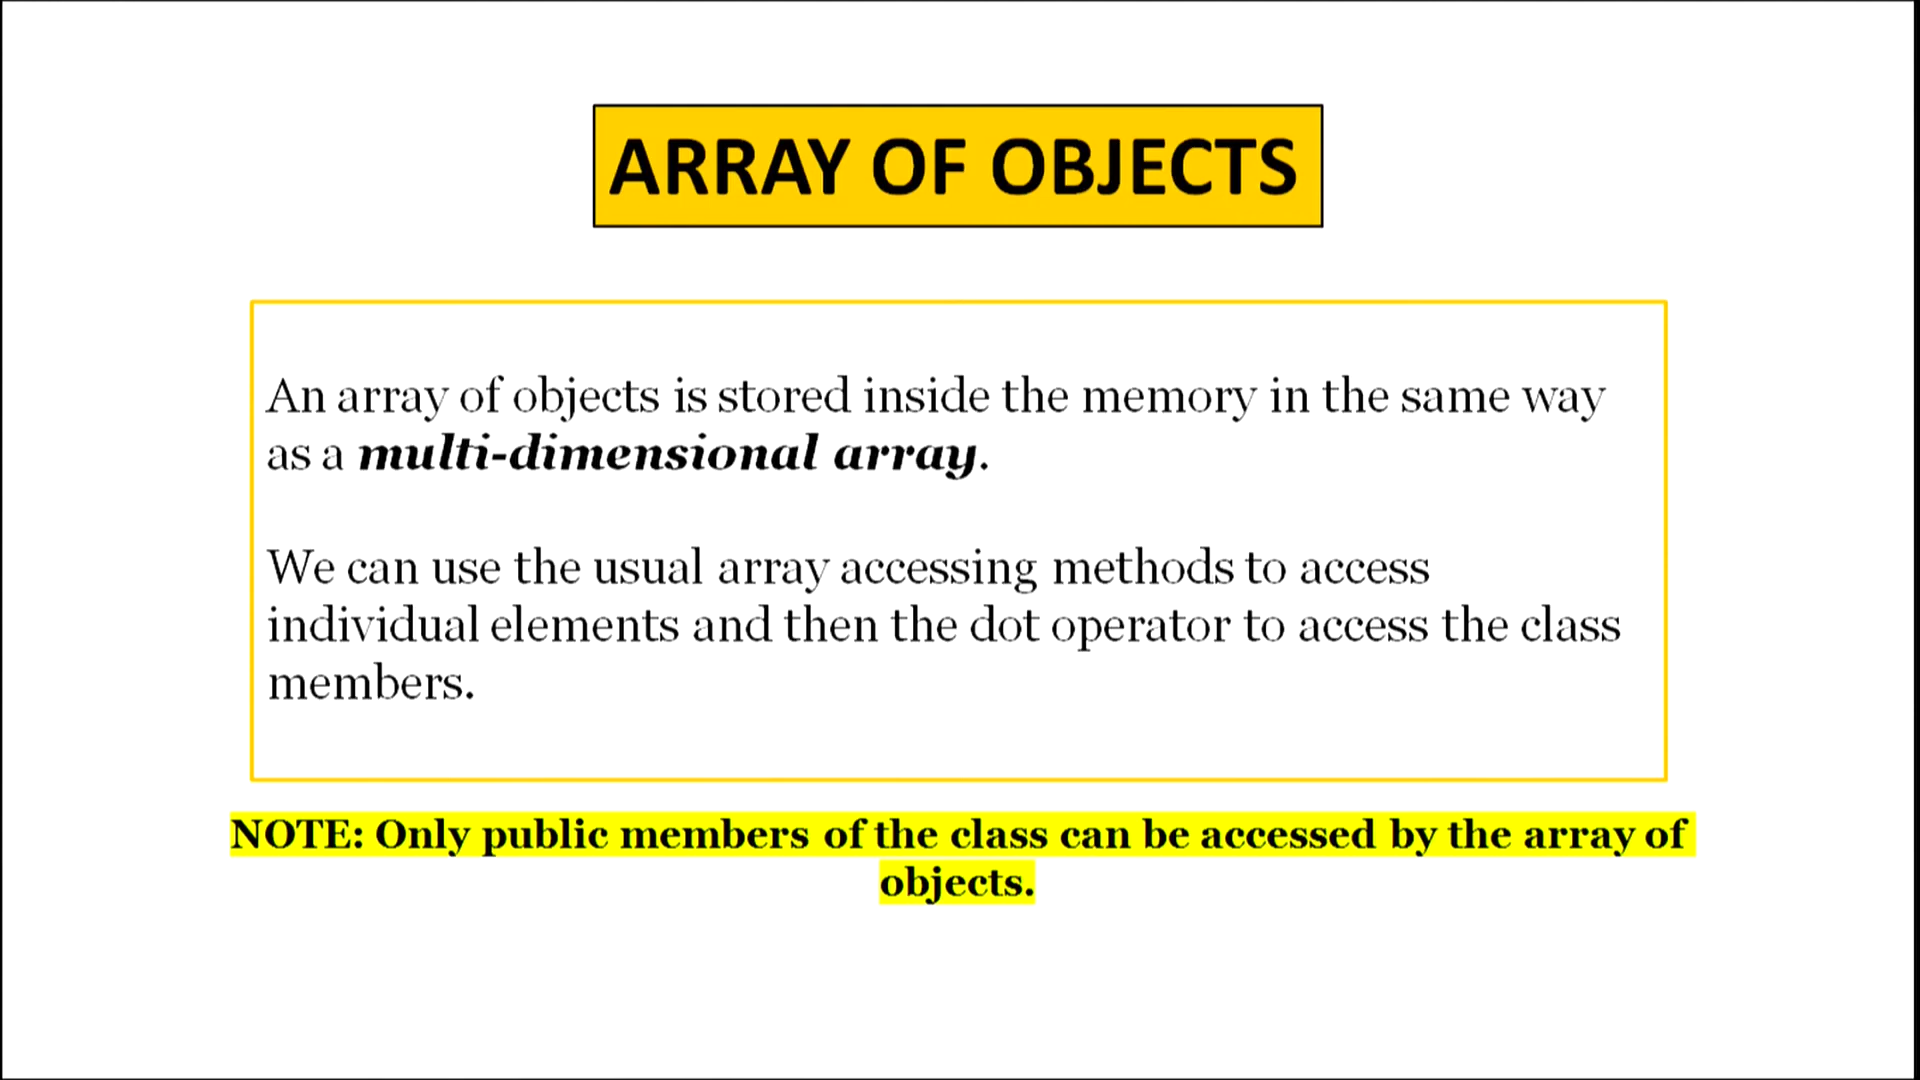 ARRAY OF OBJECTS
An array of objects is stored inside the memory in the same way
as a multi-dimensional array.
We can use the usual array accessing methods to access
individual elements and then the dot operator to access the class
members.
NOTE: Only public members of the class can be accessed by the array of
objects.